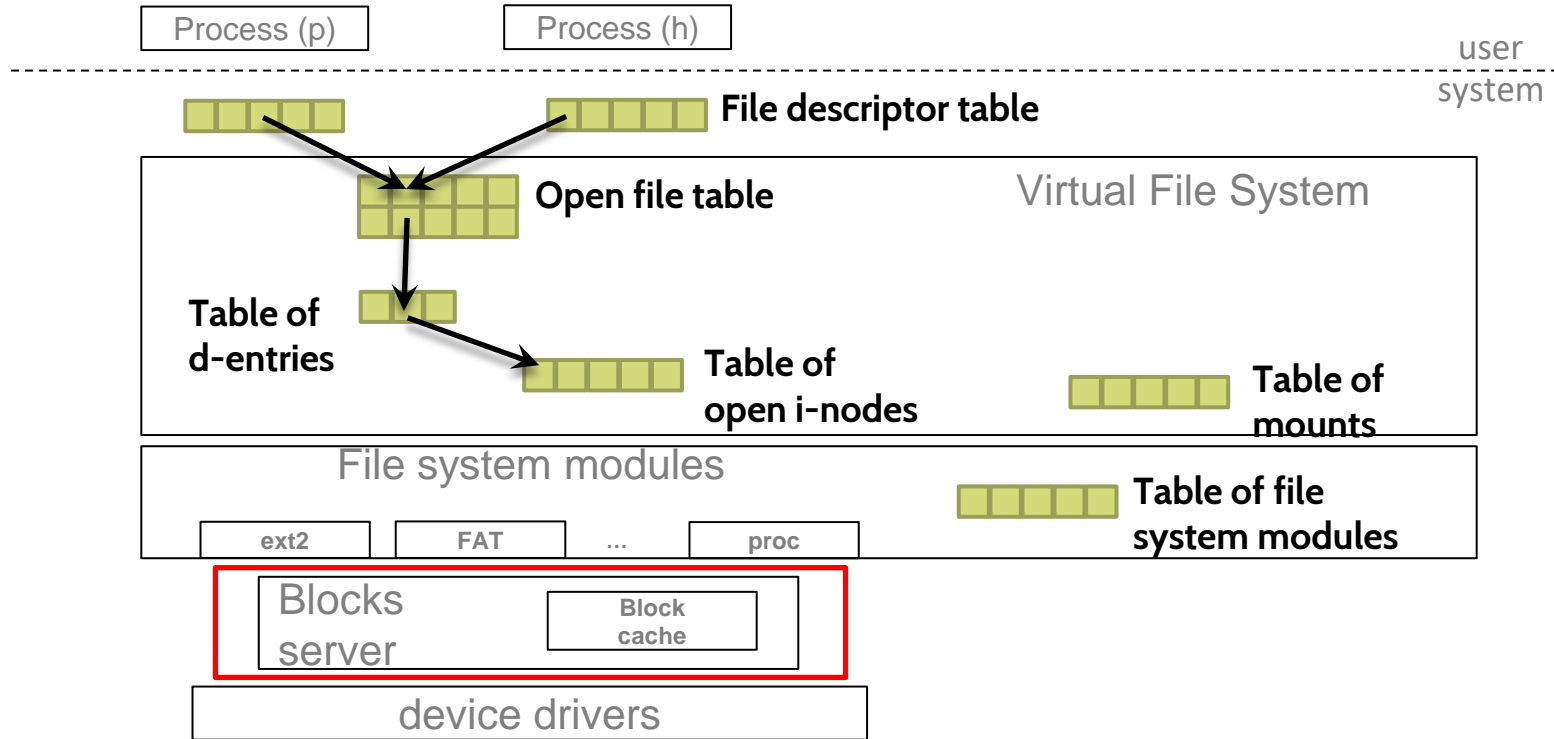 Process (p)
Process (h)
user
system
File descriptor table
Open file table
Virtual File System
Table of
d-entries
Table of
open i-nodes
Table of
mounts
File system modules
Table of file
system modules
ext2
FAT
...
proc
Blocks
server
Block
cache
device drivers